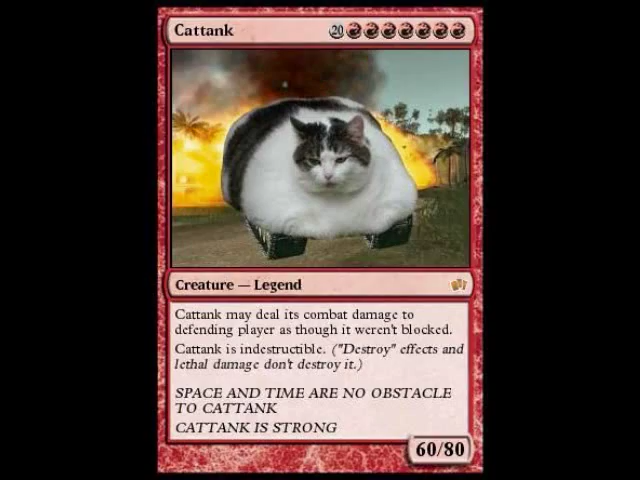 Cattank 20
Creature — Legend
Cattank may deal its combat damage to
defending player as though it weren't blocked.
Cattank is indestructible. ("Destroy" effects and
lethal damage don't destroy it.)
SPACE AND TIME ARE NO OBSTACLE
TO CATTANK
CATTANK IS STRONG
60/80